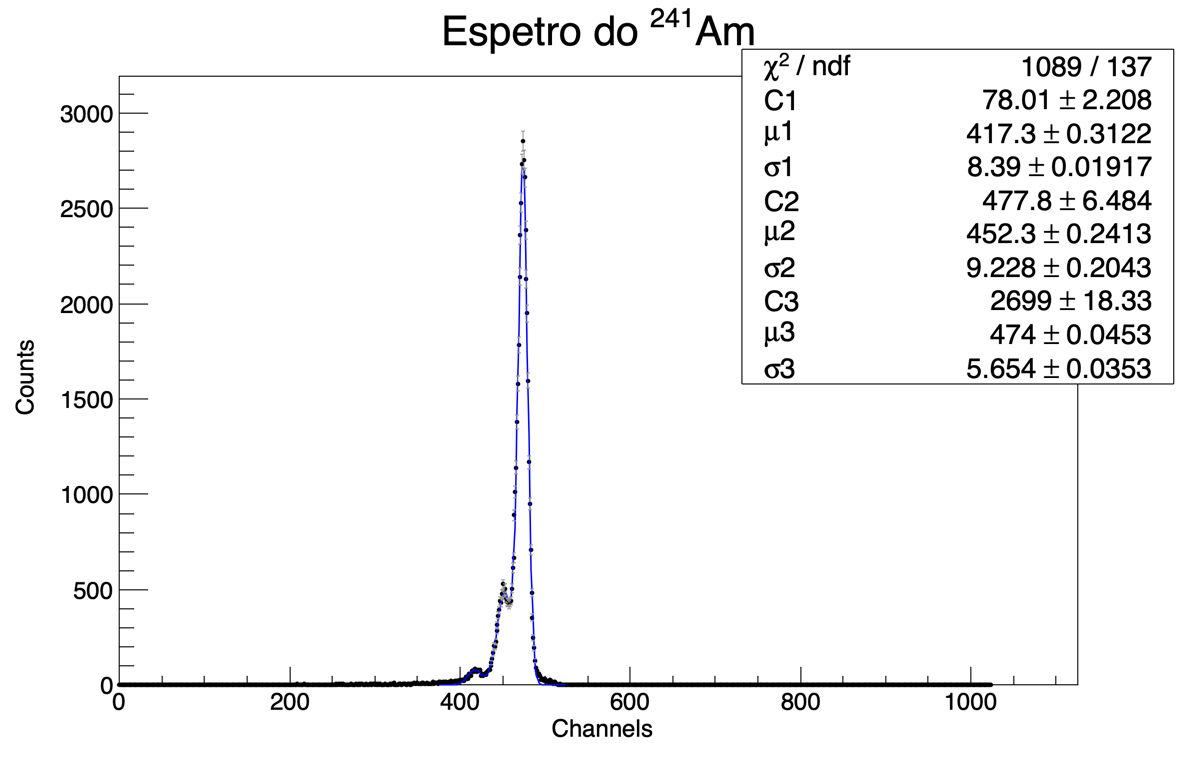 Espetro do ²⁴¹Am
χ² / ndf 1089 / 137
C1 78.01 ± 2.208
μ1 417.3 ± 0.3122
σ1 8.39 ± 0.01917
C2 477.8 ± 6.484
μ2 452.3 ± 0.2413
σ2 9.228 ± 0.2043
C3 2699 ± 18.33
μ3 474 ± 0.0453
σ3 5.654 ± 0.0353
3000
2500
2000
1500
1000
500
0
Counts
0 200 400 600 800 1000
Channels